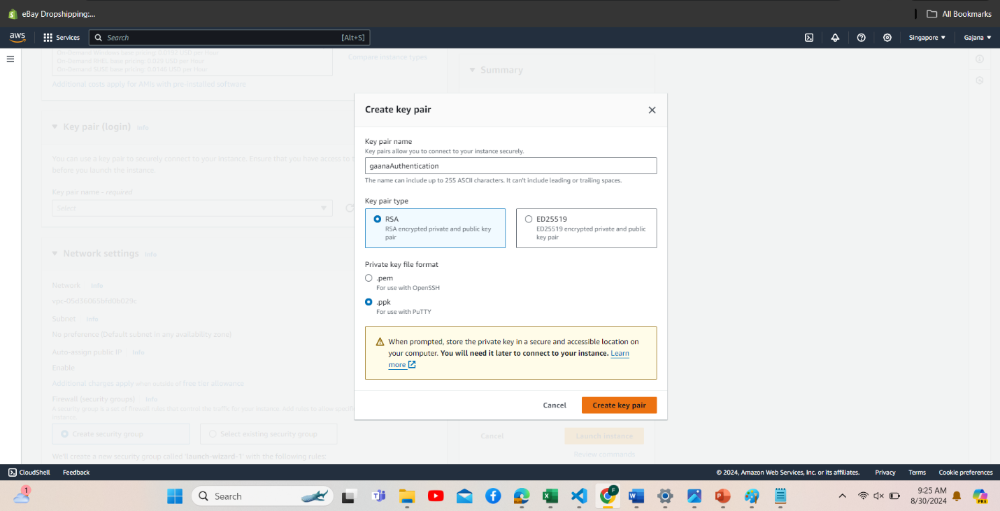 eBay Dropshipping:...
All Bookmarks
aws
Services
Search
[Alt+S]
Singapore
Gajana
On-Demand Windows base pricing: 0.0192 USD per Hour
On-Demand RHEL base pricing: 0.029 USD per Hour
On-Demand SUSE base pricing: 0.0146 USD per Hour
Additional costs apply for AMIs with pre-installed software
Compare instance types
Summary
Key pair (login) Info
You can use a key pair to securely connect to your instance. Ensure that you have access to
before you launch the instance.
Key pair name - required
Select
Network settings Info
Network Info
Subnet Info
No preference (Default subnet in any availability zone)
Auto-assign public IP Info
Enable
Additional charges apply when outside of free tier allowance
Firewall (security groups) Info
A security group is a set of firewall rules that control the traffic for your instance. Add rules to allow specifi
instance.
Create security group
Select existing security group
We'll create a new security group called 'launch-wizard-1' with the following rules:
Create key pair
Key pair name
Key pairs allow you to connect to your instance securely.
gaanaAuthentication
The name can include up to 255 ASCII characters. It can't include leading or trailing spaces.
Key pair type
RSA
RSA encrypted private and public key
pair
ED25519
ED25519 encrypted private and public
key pair
Private key file format
.pem
For use with OpenSSH
.ppk
For use with PuTTY
When prompted, store the private key in a secure and accessible location on
your computer. You will need it later to connect to your instance. Learn
more
Cancel
Create key pair
Cancel
Launch instance
Review commands
CloudShell
Feedback
© 2024, Amazon Web Services, Inc. or its affiliates.
Privacy
Terms
Cookie preferences
1
Search
F
PRE
9:25 AM
8/30/2024